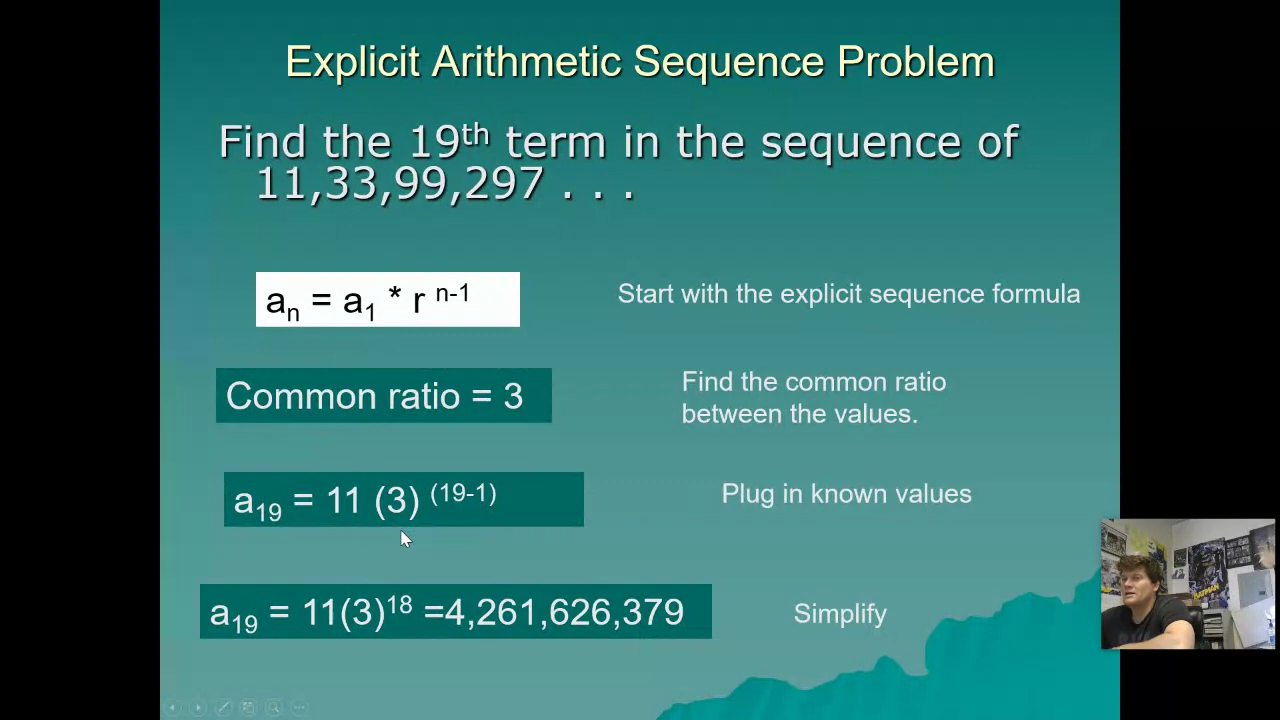 Explicit Arithmetic Sequence Problem
Find the 19th term in the sequence of
11,33,99,297 . . .
an = a1 * r n-1
Start with the explicit sequence formula
Common ratio = 3
Find the common ratio
between the values.
a19 = 11 (3) (19-1)
Plug in known values
a19 = 11(3)18 =4,261,626,379
Simplify